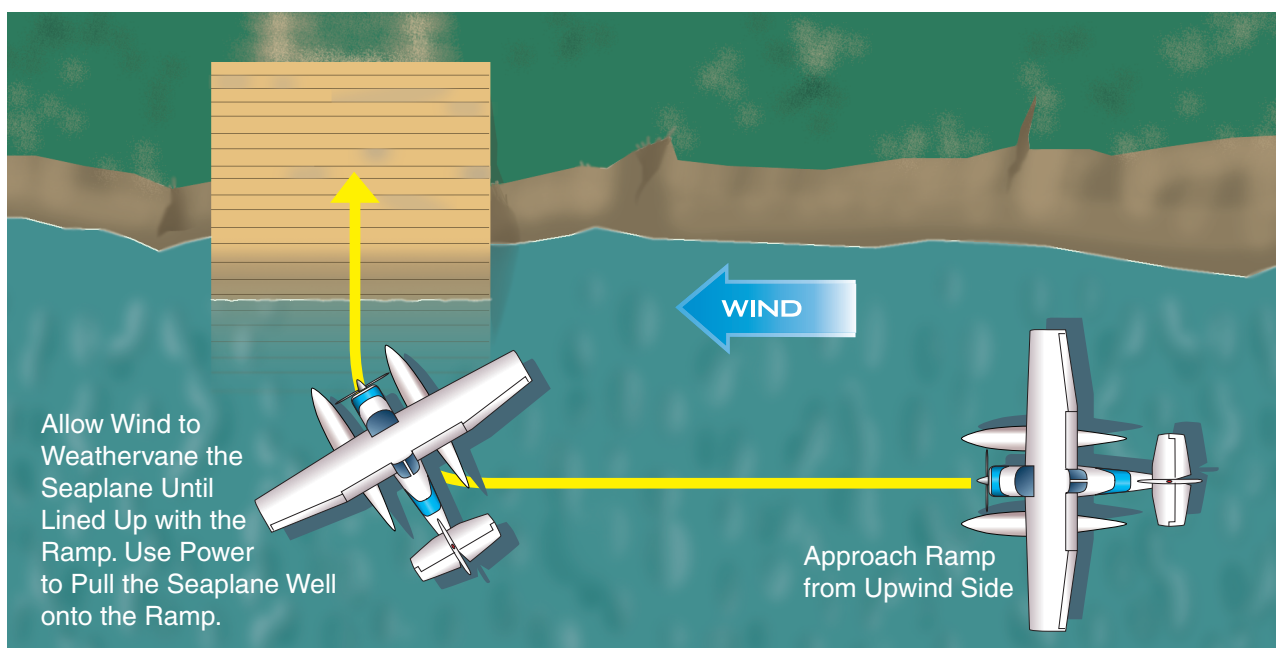 WIND
Allow Wind to
Weathervane the
Seaplane Until
Lined Up with the
Ramp. Use Power
to Pull the Seaplane Well
onto the Ramp.
Approach Ramp
from Upwind Side